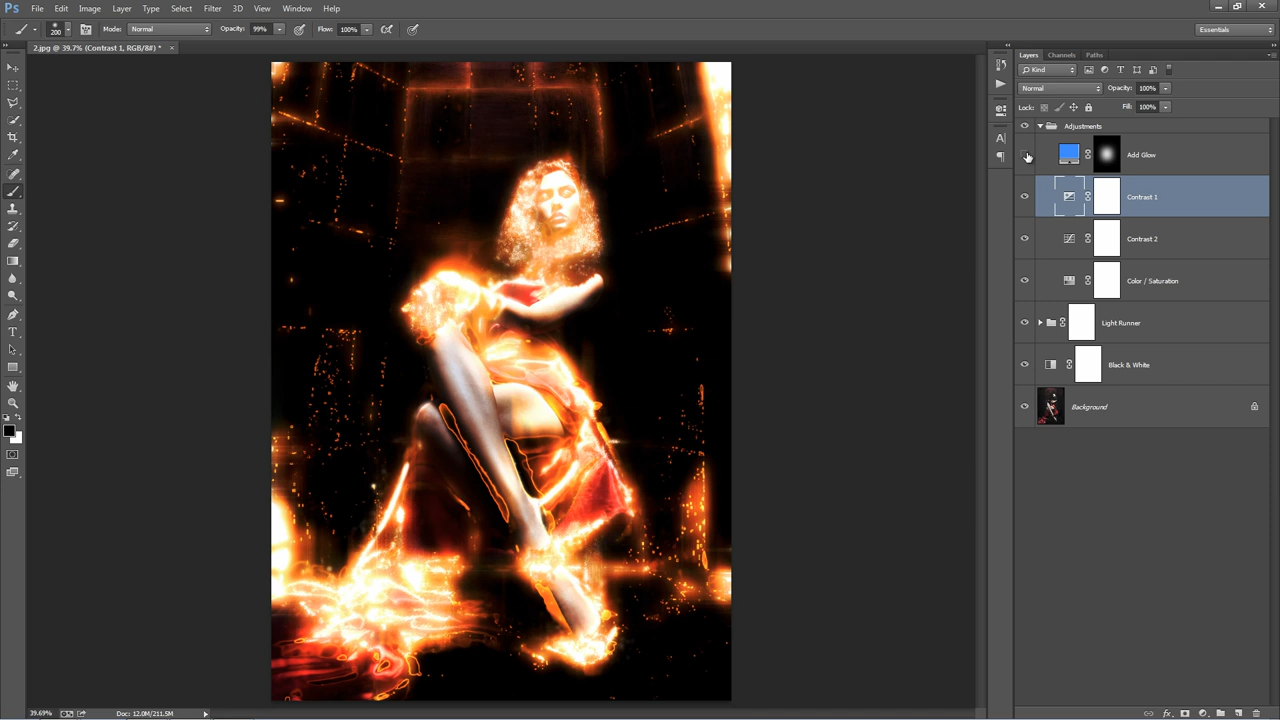 Ps File Edit Image Layer Type Select Filter 3D View Window Help
200 Mode: Normal Opacity: 99% Flow: 100% Essentials
2.jpg @ 39.7% (Contrast 1, RGB/8#) * ×
Layers Channels Paths
Kind T
Normal Opacity: 100%
Lock: Fill: 100%
Adjustments
Add Glow
Contrast 1
Contrast 2
Color / Saturation
Light Runner
Black & White
Background
A
T
39.69% Doc: 12.0M/211.5M
fx